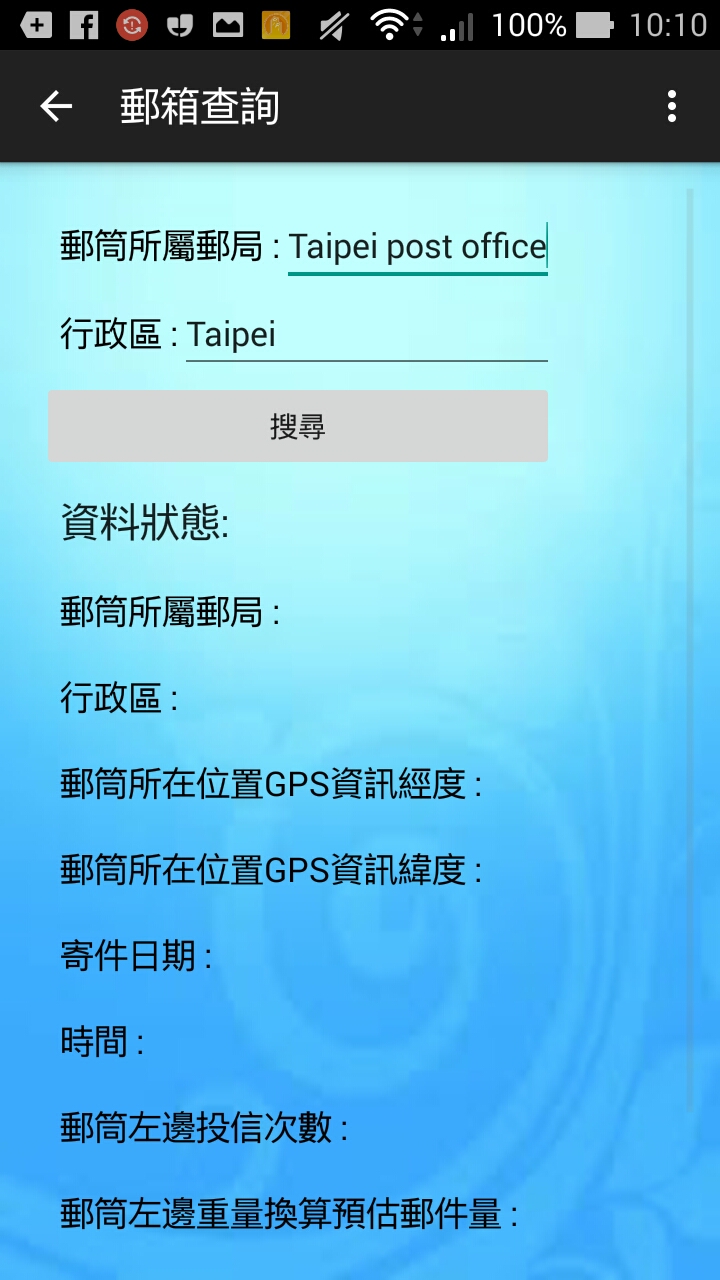 100% 10:10
郵箱查詢
郵筒所屬郵局 : Taipei post office
行政區 : Taipei
搜尋
資料狀態:
郵筒所屬郵局 :
行政區 :
郵筒所在位置GPS資訊經度 :
郵筒所在位置GPS資訊緯度 :
寄件日期 :
時間 :
郵筒左邊投信次數 :
郵筒左邊重量換算預估郵件量 :